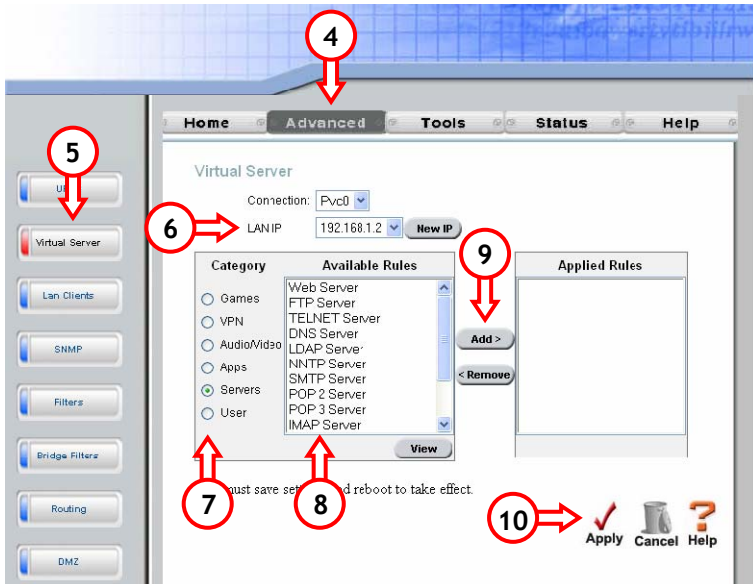 4
Home Advanced Tools Status Help
5
Virtual Server
Virtual Server
Lan Clients
SNMP
Filters
Bridge Filters
Routing
DMZ
Connection: Pvc0
6
LAN IP 192.168.1.2 New IP
9
Category Available Rules Applied Rules
Games
VPN
Audio/Video
Apps
Servers
User
Web Server
FTP Server
TELNET Server
DNS Server
LDAP Server
NNTP Server
SMTP Server
POP 2 Server
POP 3 Server
IMAP Server
Add >
< Remove
View
7
8
must save reboot to take effect.
10
Apply Cancel Help